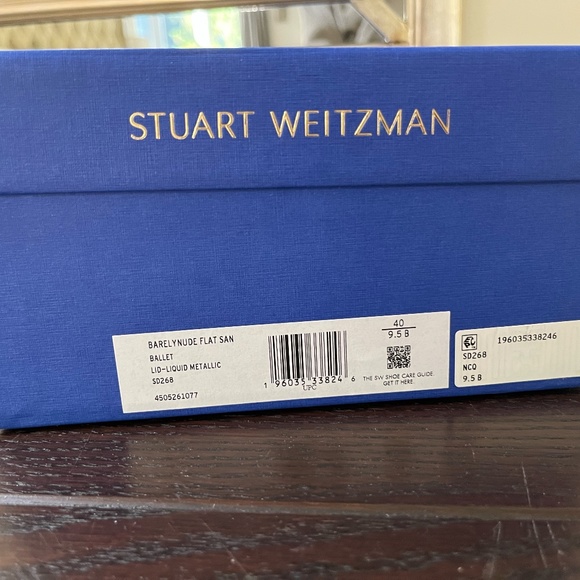 STUART WEITZMAN
BARELYNUDE FLAT SAN
BALLET
LID-LIQUID METALLIC
SD268
4505261077
1 96035 33824 6
UPC
40
9.5 B
THE SW SHOE CARE GUIDE.
GET IT HERE.
196035338246
SD268
NCQ
9.5 B